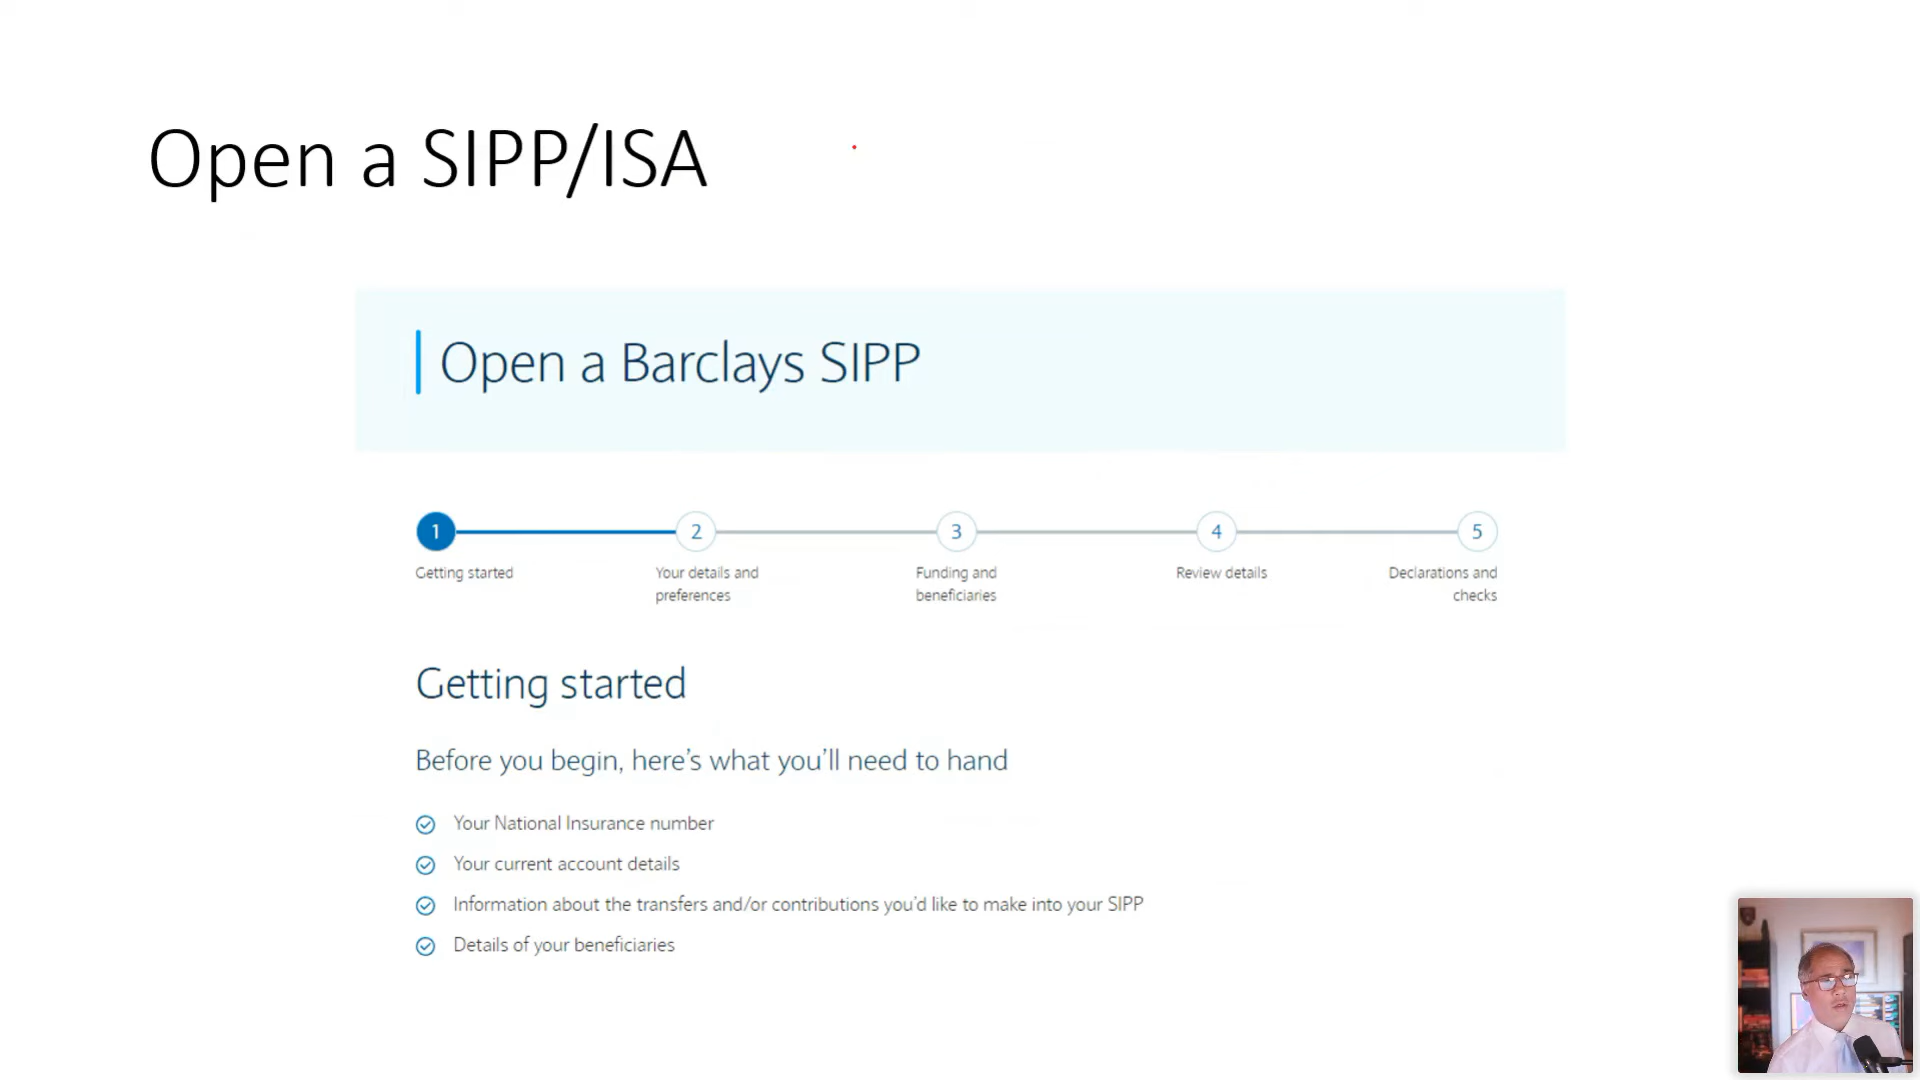 Open a SIPP/ISA
Open a Barclays SIPP
1
2
3
4
5
Getting started
Your details and
preferences
Funding and
beneficiaries
Review details
Declarations and
checks
Getting started
Before you begin, here's what you'll need to hand
Your National Insurance number
Your current account details
Information about the transfers and/or contributions you'd like to make into your SIPP
Details of your beneficiaries